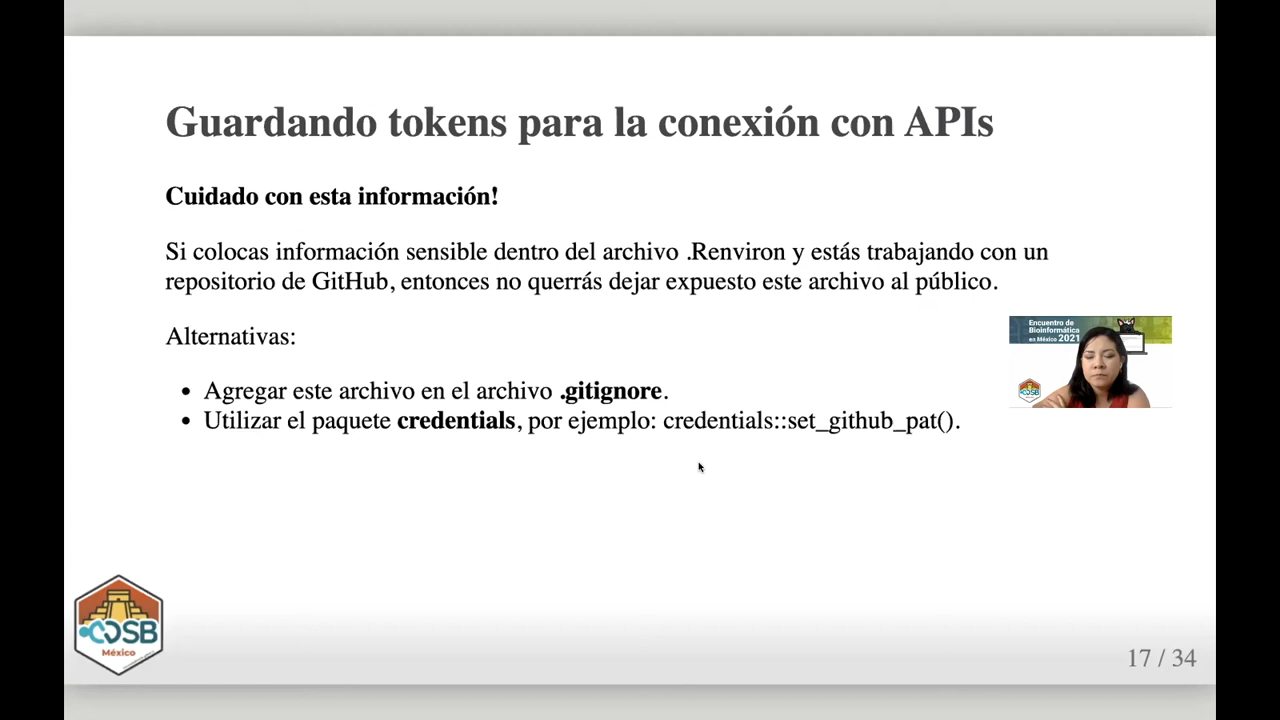 Guardando tokens para la conexión con APIs
Cuidado con esta información!
Si colocas información sensible dentro del archivo .Renviron y estás trabajando con un
repositorio de GitHub, entonces no querrás dejar expuesto este archivo al público.
Alternativas:
• Agregar este archivo en el archivo .gitignore.
• Utilizar el paquete credentials, por ejemplo: credentials::set_github_pat().
Encuentro de
Bioinformática
en México 2021
CDSB
México
17 / 34